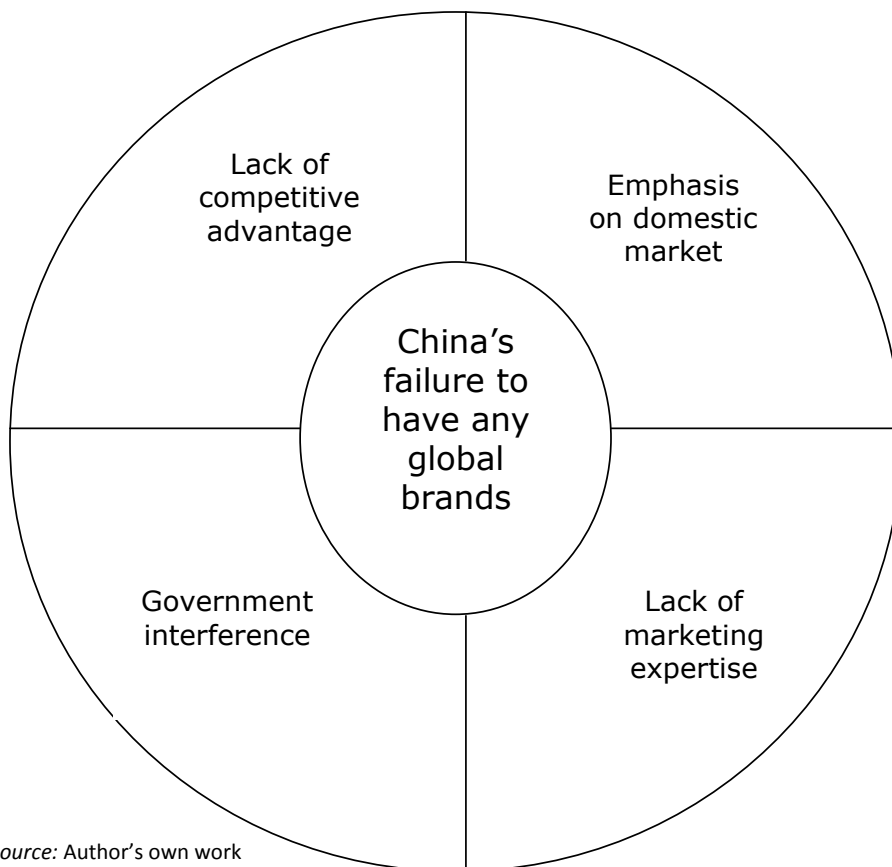 Lack of
competitive
advantage
Emphasis
on domestic
market
China’s
failure to
have any
global
brands
Government
interference
Lack of
marketing
expertise
ource: Author’s own work